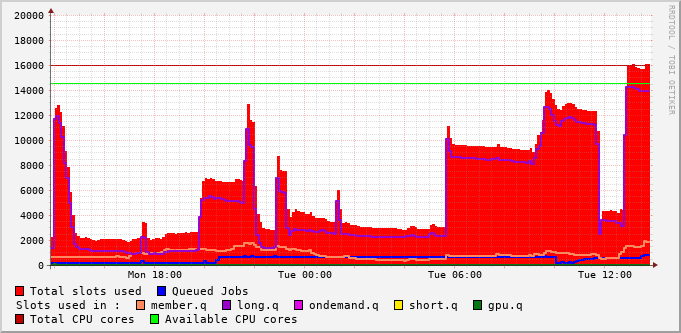 RRDTOOL / TOBI OETIKER
20000
18000
16000
14000
12000
10000
8000
6000
4000
2000
0
Mon 18:00 Tue 00:00 Tue 06:00 Tue 12:00
Total slots used Queued Jobs
Slots used in : member.q long.q ondemand.q short.q gpu.q
Total CPU cores Available CPU cores